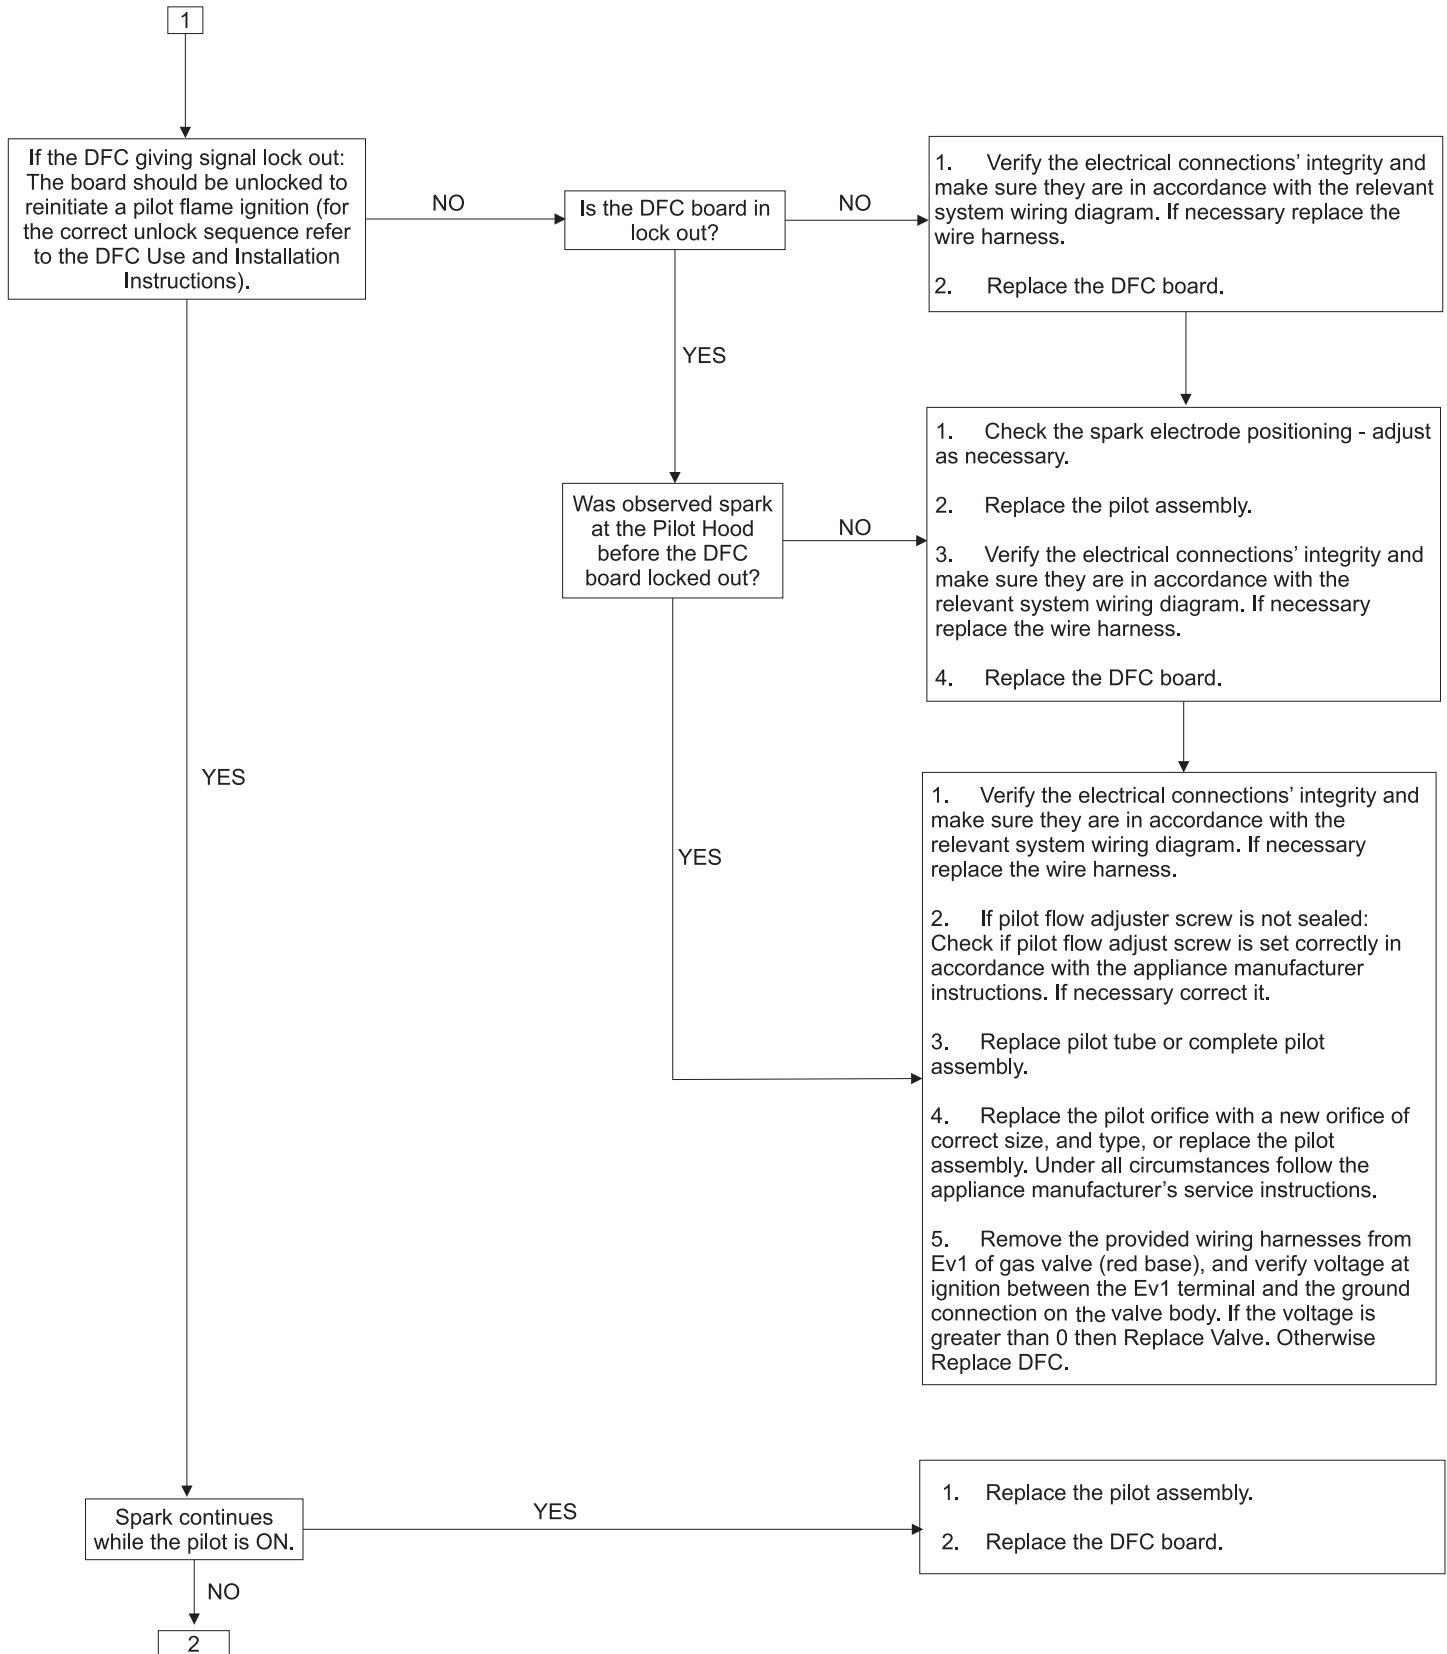 1
If the DFC giving signal lock out:
The board should be unlocked to
reinitiate a pilot flame ignition (for
the correct unlock sequence refer
to the DFC Use and Installation
Instructions).
NO
Is the DFC board in
lock out?
NO
1. Verify the electrical connections’ integrity and
make sure they are in accordance with the relevant
system wiring diagram. If necessary replace the
wire harness.
2. Replace the DFC board.
YES
Was observed spark
at the Pilot Hood
before the DFC
board locked out?
NO
1. Check the spark electrode positioning - adjust
as necessary.
2. Replace the pilot assembly.
3. Verify the electrical connections’ integrity and
make sure they are in accordance with the
relevant system wiring diagram. If necessary
replace the wire harness.
4. Replace the DFC board.
YES
YES
1. Verify the electrical connections’ integrity and
make sure they are in accordance with the
relevant system wiring diagram. If necessary
replace the wire harness.
2. If pilot flow adjuster screw is not sealed:
Check if pilot flow adjust screw is set correctly in
accordance with the appliance manufacturer
instructions. If necessary correct it.
3. Replace pilot tube or complete pilot
assembly.
4. Replace the pilot orifice with a new orifice of
correct size, and type, or replace the pilot
assembly. Under all circumstances follow the
appliance manufacturer’s service instructions.
5. Remove the provided wiring harnesses from
Ev1 of gas valve (red base), and verify voltage at
ignition between the Ev1 terminal and the ground
connection on the valve body. If the voltage is
greater than 0 then Replace Valve. Otherwise
Replace DFC.
Spark continues
while the pilot is ON.
YES
1. Replace the pilot assembly.
2. Replace the DFC board.
NO
2